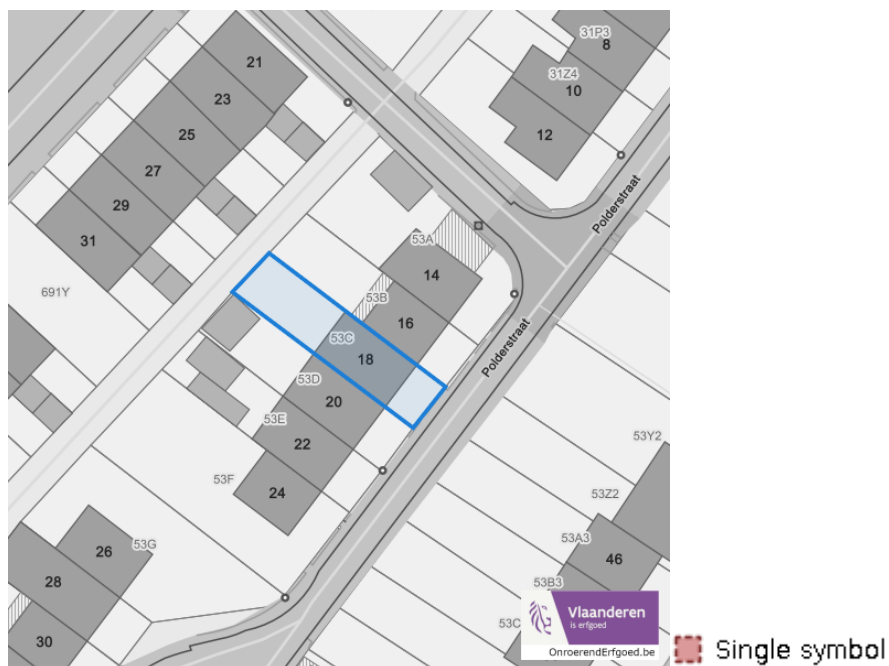 31P3
8
21
31Z4
23
10
25
12
27
29
Polderstraat
31
53A
14
691Y
53B
16
53C
18
Polderstraat
53D
20
53E
22
53Y2
53F
24
53Z2
26
53G
53A3
46
28
53B3
30
53C
Vlaanderen
is erfgoed
OnroerendErfgoed.be
Single symbol